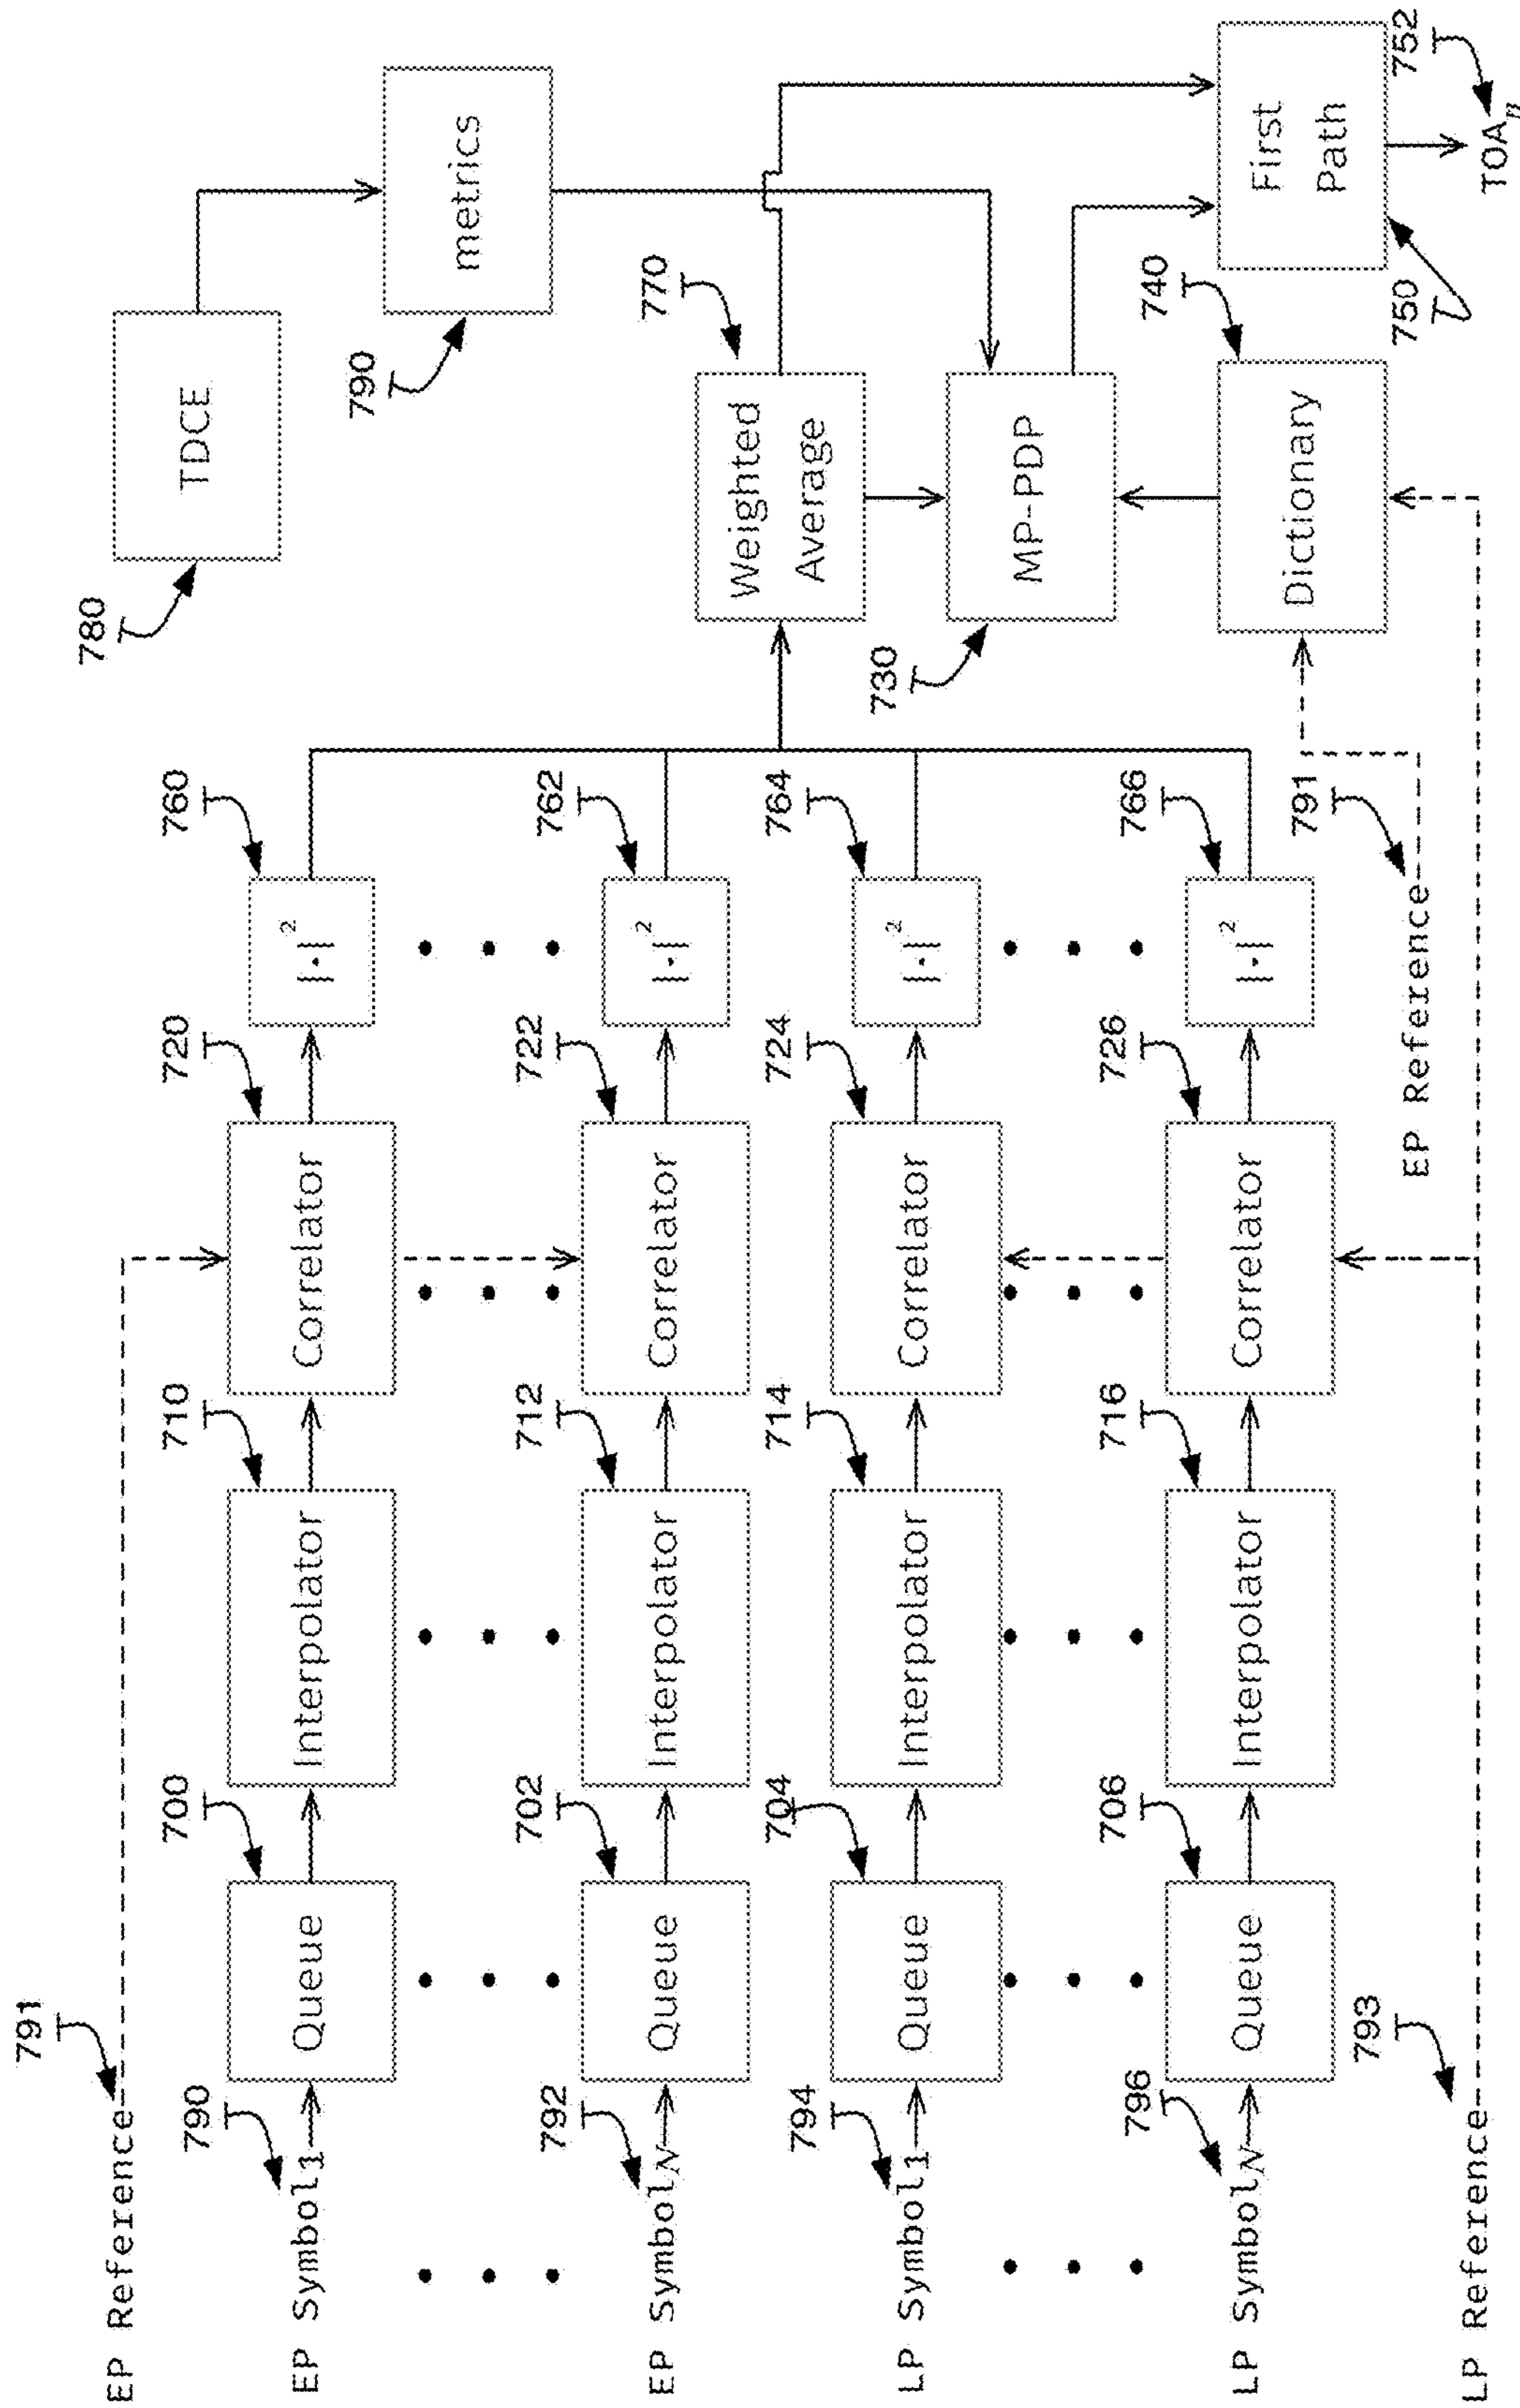 EP Reference
791
EP Symbol1
790
Queue
700
Interpolator
710
Correlator
720
|·|2
760
EP SymbolN
792
Queue
702
Interpolator
712
Correlator
722
|·|2
762
LP Symbol1
794
Queue
704
Interpolator
714
Correlator
724
|·|2
764
LP SymbolN
796
Queue
706
Interpolator
716
Correlator
726
|·|2
766
LP Reference
793
EP Reference
791
TDCE
780
metrics
790
Weighted
Average
770
MP-PDP
730
Dictionary
740
First
Path
750
TOAn
752